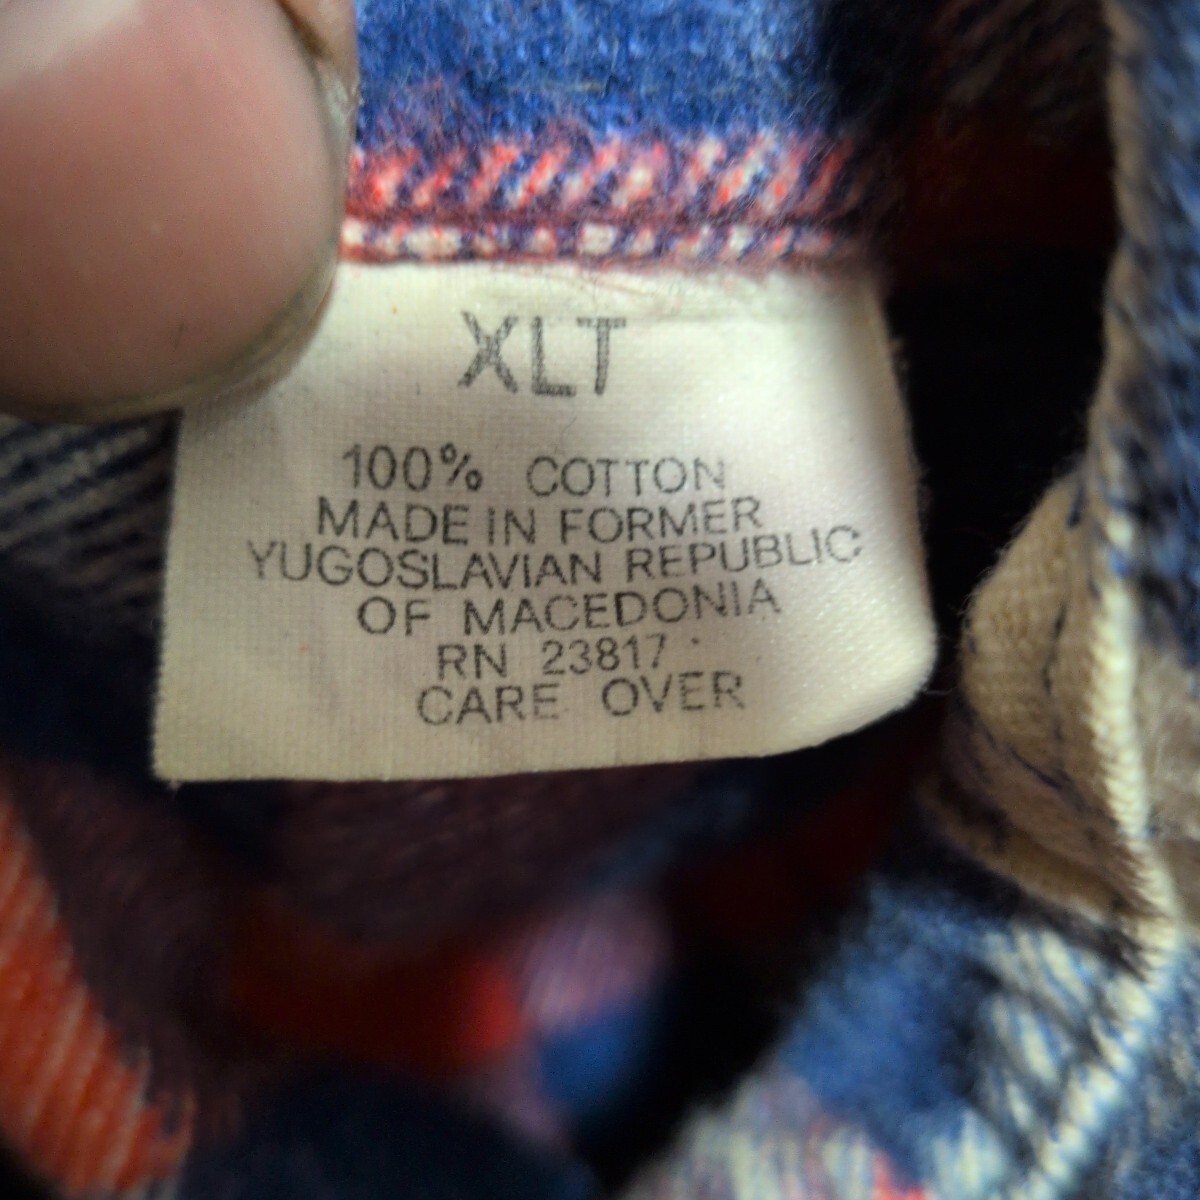 XLT
100% COTTON
MADE IN FORMER
YUGOSLAVIAN REPUBLIC
OF MACEDONIA
RN 23817
CARE OVER